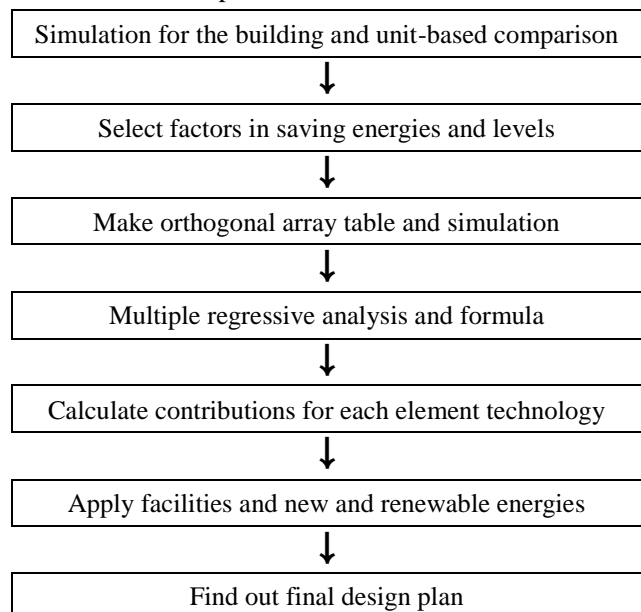 Simulation for the building and unit-based comparison
Select factors in saving energies and levels
Make orthogonal array table and simulation
Multiple regressive analysis and formula
Calculate contributions for each element technology
Apply facilities and new and renewable energies
Find out final design plan